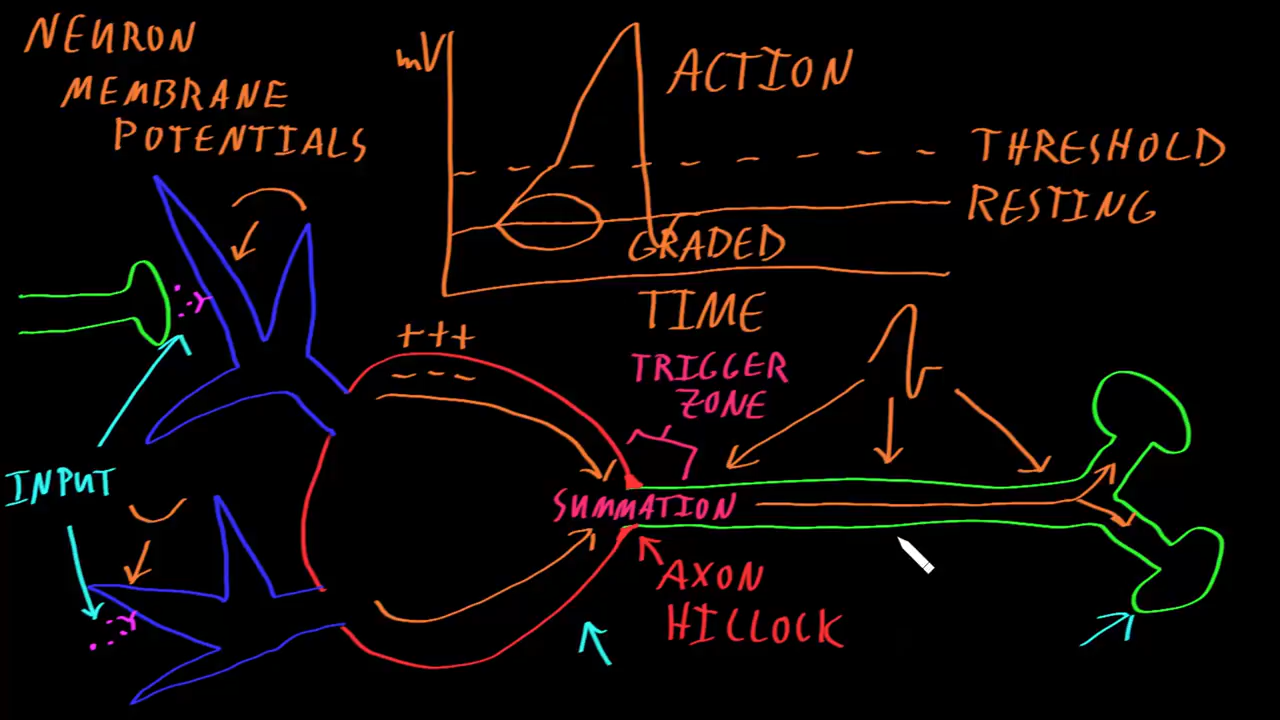 NEURON
MEMBRANE
POTENTIALS
mV
ACTION
THRESHOLD
RESTING
GRADED
TIME
+++
---
TRIGGER
ZONE
INPUT
SUMMATION
AXON
HILLOCK